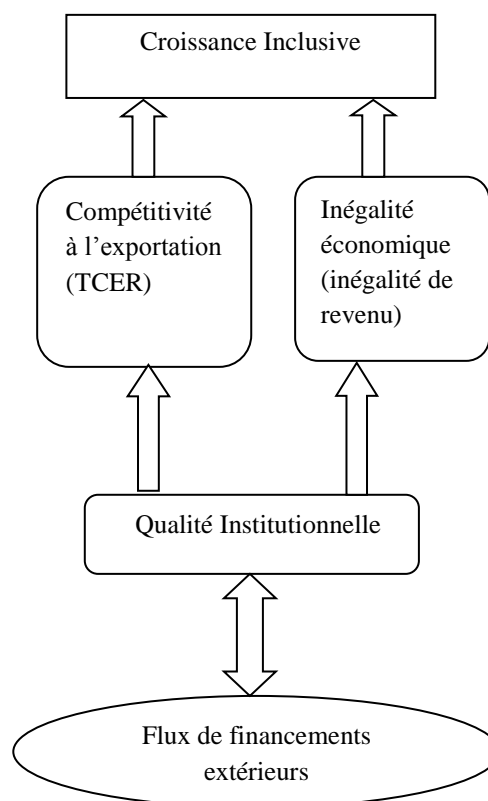 Croissance Inclusive
Compétitivité
à l'exportation
(TCER)
Inégalité
économique
(inégalité de
revenu)
Qualité Institutionnelle
Flux de financements
extérieurs